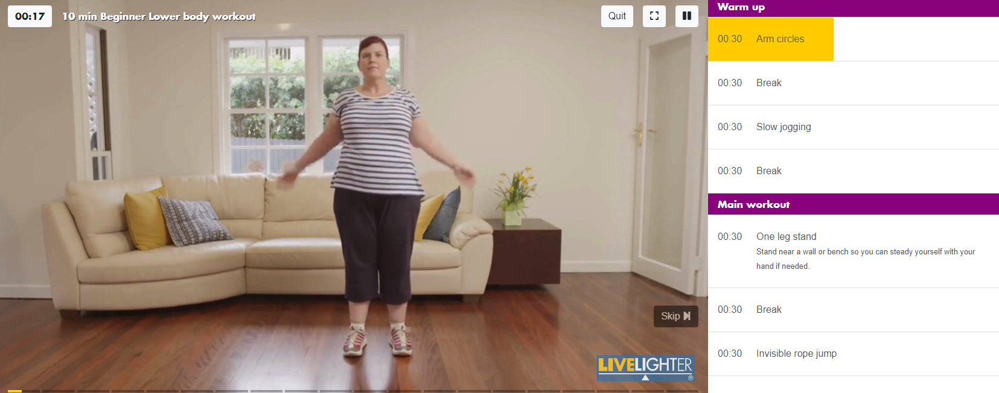 00:17
10 min Beginner Lower body workout
Quit
Skip
LIVELIGHTER
®
Warm up
00:30 Arm circles
00:30 Break
00:30 Slow jogging
00:30 Break
Main workout
00:30 One leg stand
Stand near a wall or bench so you can steady yourself with your
hand if needed.
00:30 Break
00:30 Invisible rope jump